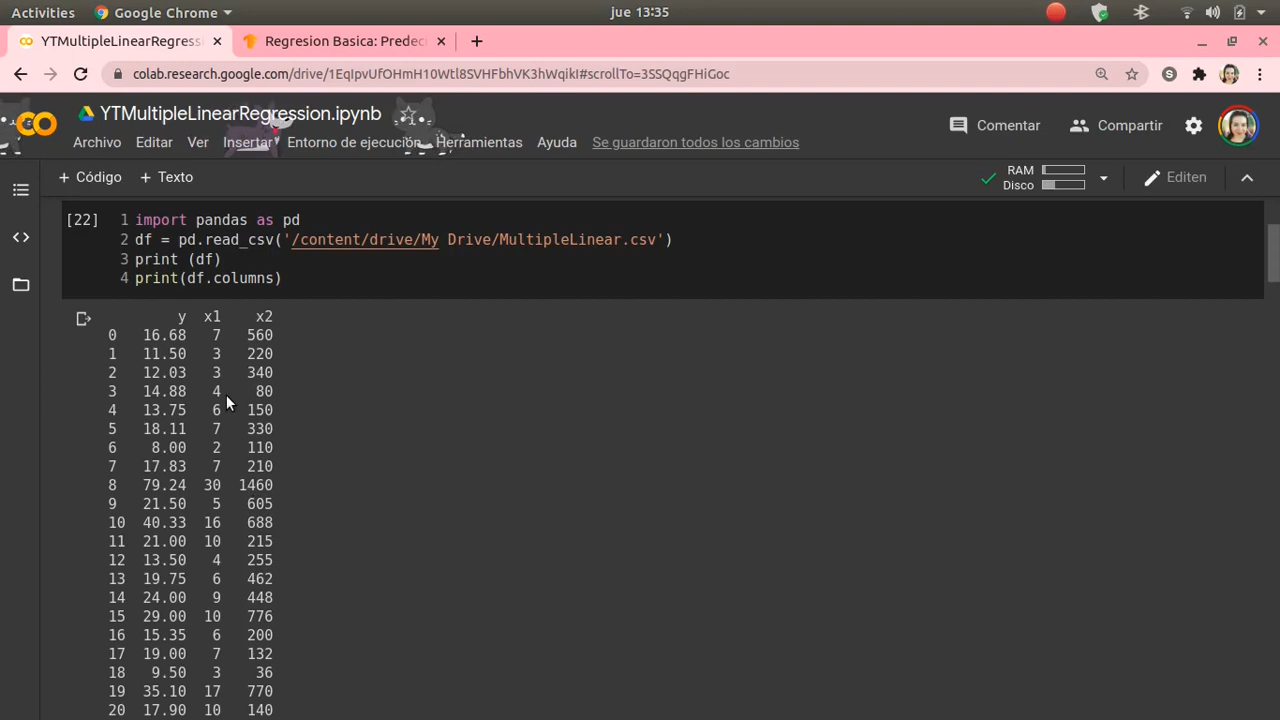 Activities Google Chrome jue 13:35
YTMultipleLinearRegressi Regresion Basica: Predec
colab.research.google.com/drive/1EqIpvUfOHmH10Wtl8SVHFbhVK3hWqikI#scrollTo=3SSQqgFHiGoc S
YTMultipleLinearRegression.ipynb
Comentar Compartir
Archivo Editar Ver Insertar Entorno de ejecución Herramientas Ayuda Se guardaron todos los cambios
+ Código + Texto RAM Disco Editen
[22] 1 import pandas as pd
2 df = pd.read_csv('/content/drive/My Drive/MultipleLinear.csv')
3 print (df)
4 print(df.columns)
y x1 x2
0 16.68 7 560
1 11.50 3 220
2 12.03 3 340
3 14.88 4 80
4 13.75 6 150
5 18.11 7 330
6 8.00 2 110
7 17.83 7 210
8 79.24 30 1460
9 21.50 5 605
10 40.33 16 688
11 21.00 10 215
12 13.50 4 255
13 19.75 6 462
14 24.00 9 448
15 29.00 10 776
16 15.35 6 200
17 19.00 7 132
18 9.50 3 36
19 35.10 17 770
20 17.90 10 140